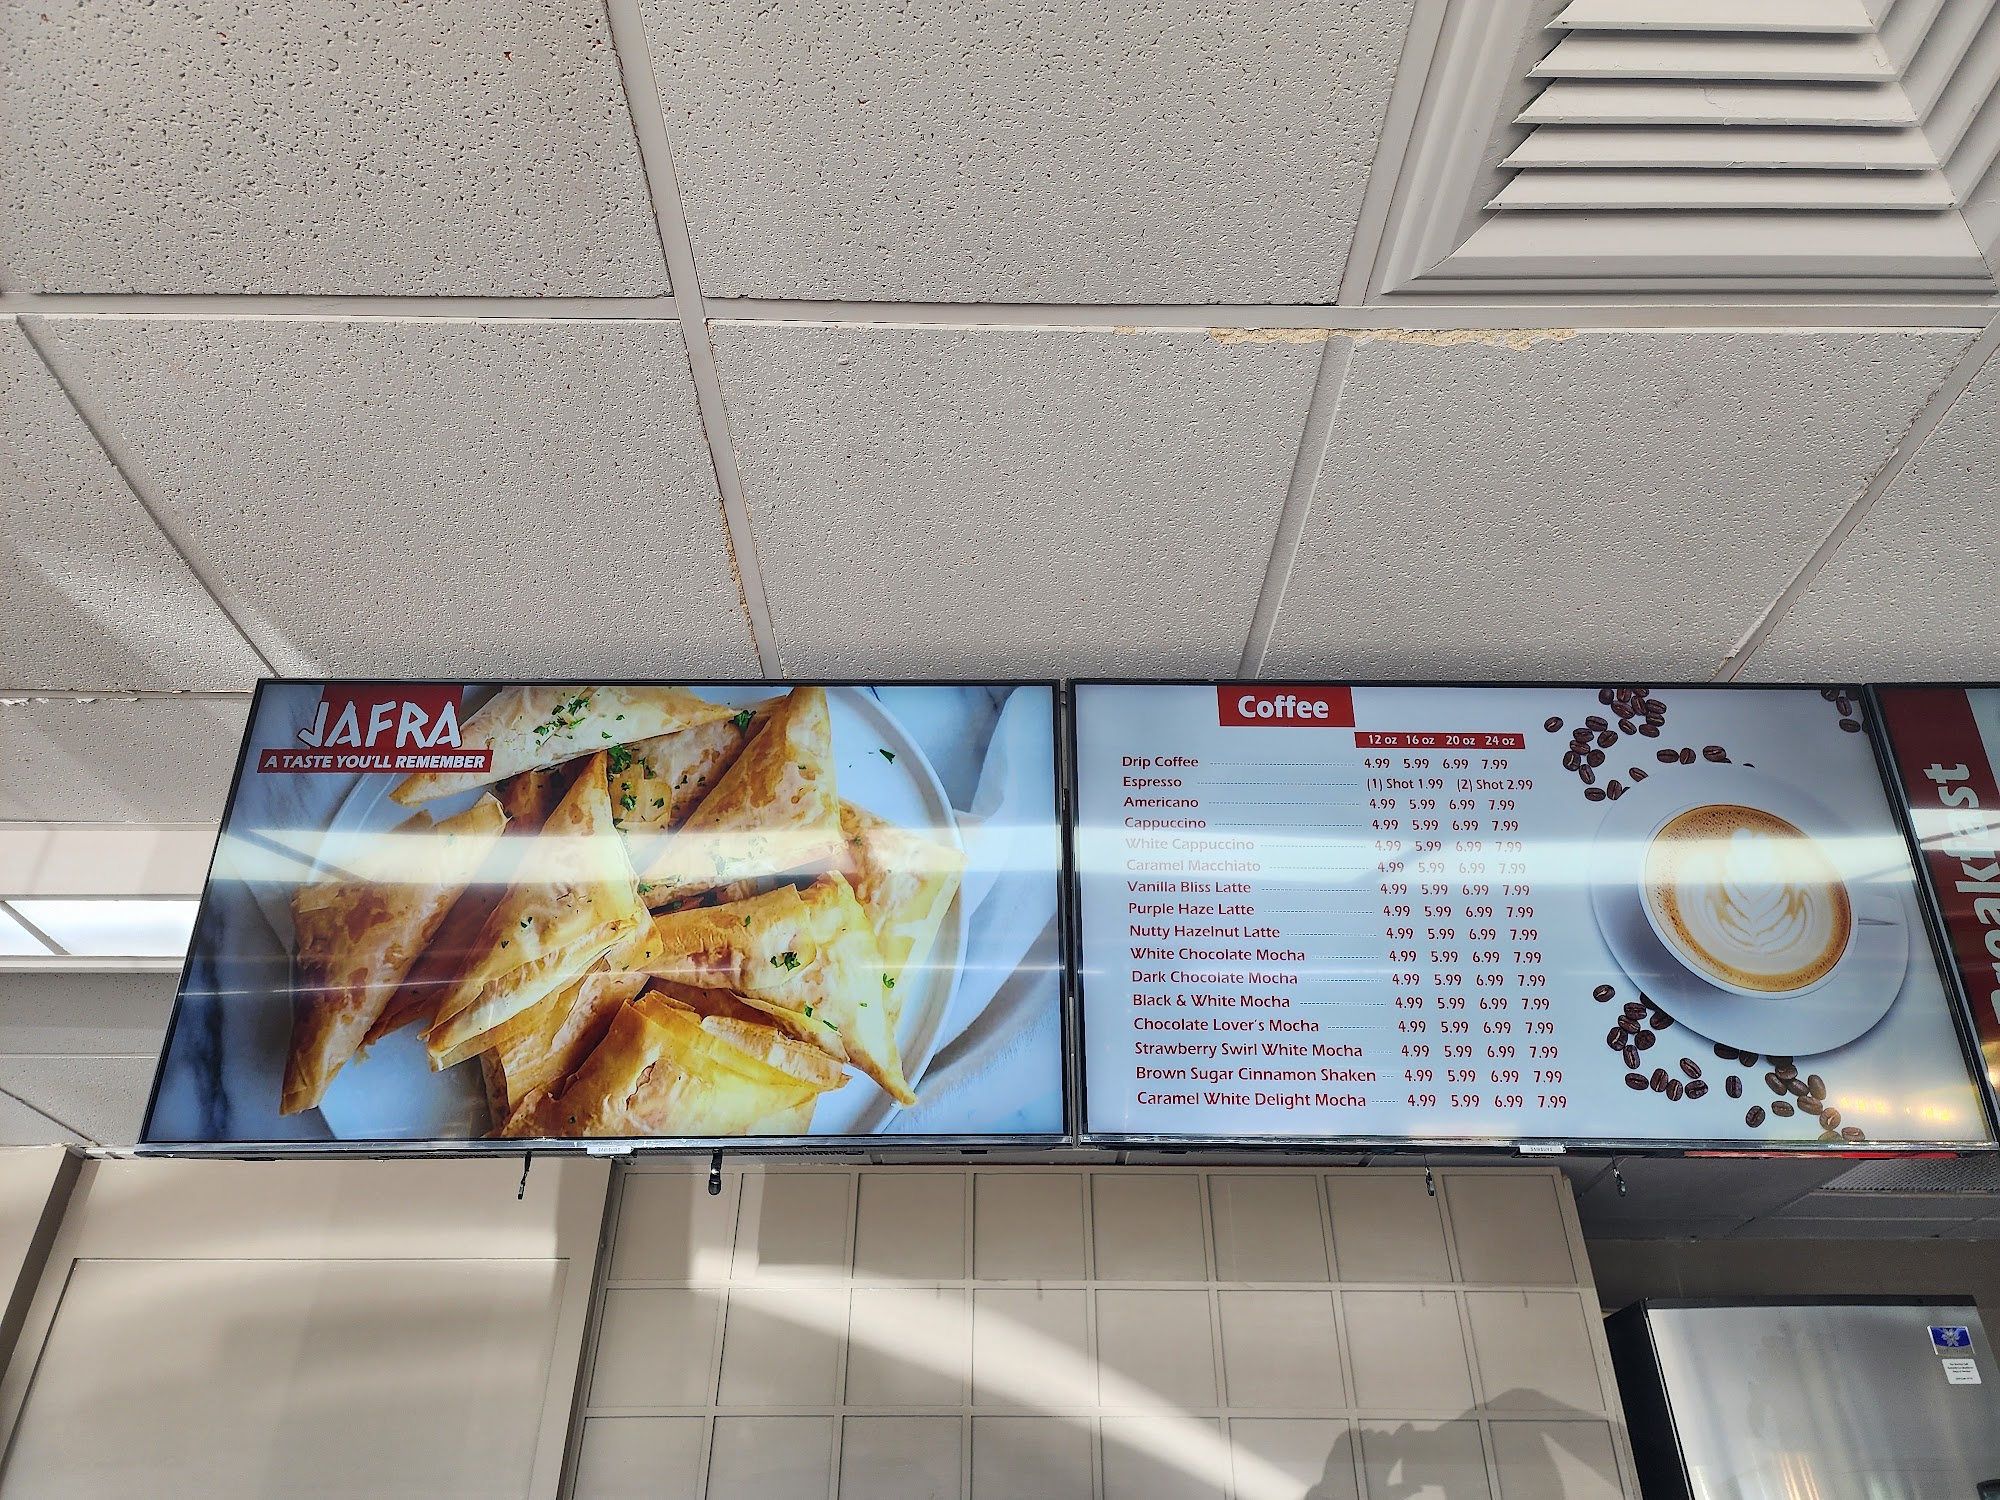 JAFRA
A TASTE YOU'LL REMEMBER
Coffee
12 oz 16 oz 20 oz 24 oz
Drip Coffee 4.99 5.99 6.99 7.99
Espresso (1) Shot 1.99 (2) Shot 2.99
Americano 4.99 5.99 6.99 7.99
Cappuccino 4.99 5.99 6.99 7.99
White Cappuccino 4.99 5.99 6.99 7.99
Caramel Macchiato 4.99 5.99 6.99 7.99
Vanilla Bliss Latte 4.99 5.99 6.99 7.99
Purple Haze Latte 4.99 5.99 6.99 7.99
Nutty Hazelnut Latte 4.99 5.99 6.99 7.99
White Chocolate Mocha 4.99 5.99 6.99 7.99
Dark Chocolate Mocha 4.99 5.99 6.99 7.99
Black & White Mocha 4.99 5.99 6.99 7.99
Chocolate Lover's Mocha 4.99 5.99 6.99 7.99
Strawberry Swirl White Mocha 4.99 5.99 6.99 7.99
Brown Sugar Cinnamon Shaken 4.99 5.99 6.99 7.99
Caramel White Delight Mocha 4.99 5.99 6.99 7.99
Breakfast
SAMSUNG
SAMSUNG